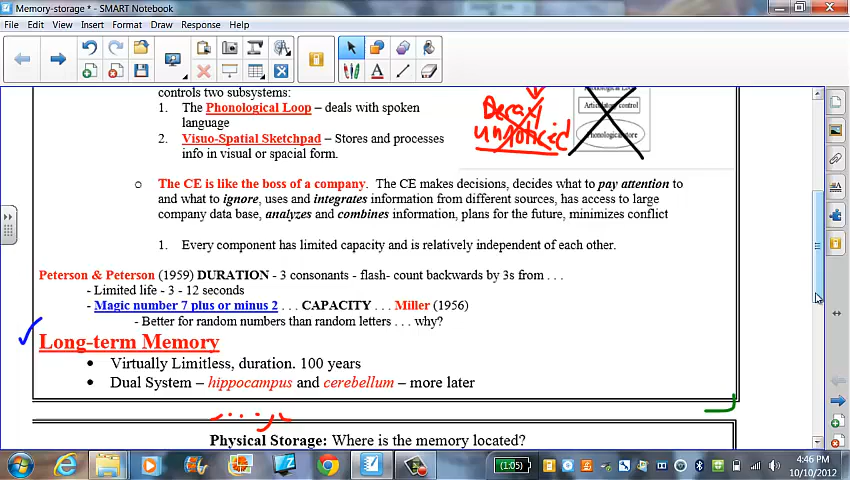 Memory-storage * - SMART Notebook
File Edit View Insert Format Draw Response Help
controls two subsystems:
1. The Phonological Loop – deals with spoken
language
2. Visuo-Spatial Sketchpad – Stores and processes
info in visual or spacial form.
Decay
unnoticed
Articulatory control
Phonological store
o The CE is like the boss of a company. The CE makes decisions, decides what to pay attention to
and what to ignore, uses and integrates information from different sources, has access to large
company data base, analyzes and combines information, plans for the future, minimizes conflict
1. Every component has limited capacity and is relatively independent of each other.
Peterson & Peterson (1959) DURATION - 3 consonants - flash- count backwards by 3s from . . .
- Limited life - 3 - 12 seconds
- Magic number 7 plus or minus 2 . . . CAPACITY . . . Miller (1956)
- Better for random numbers than random letters . . . why?
Long-term Memory
• Virtually Limitless, duration. 100 years
• Dual System – hippocampus and cerebellum – more later
Physical Storage: Where is the memory located?
(1:05)
4:46 PM
10/10/2012